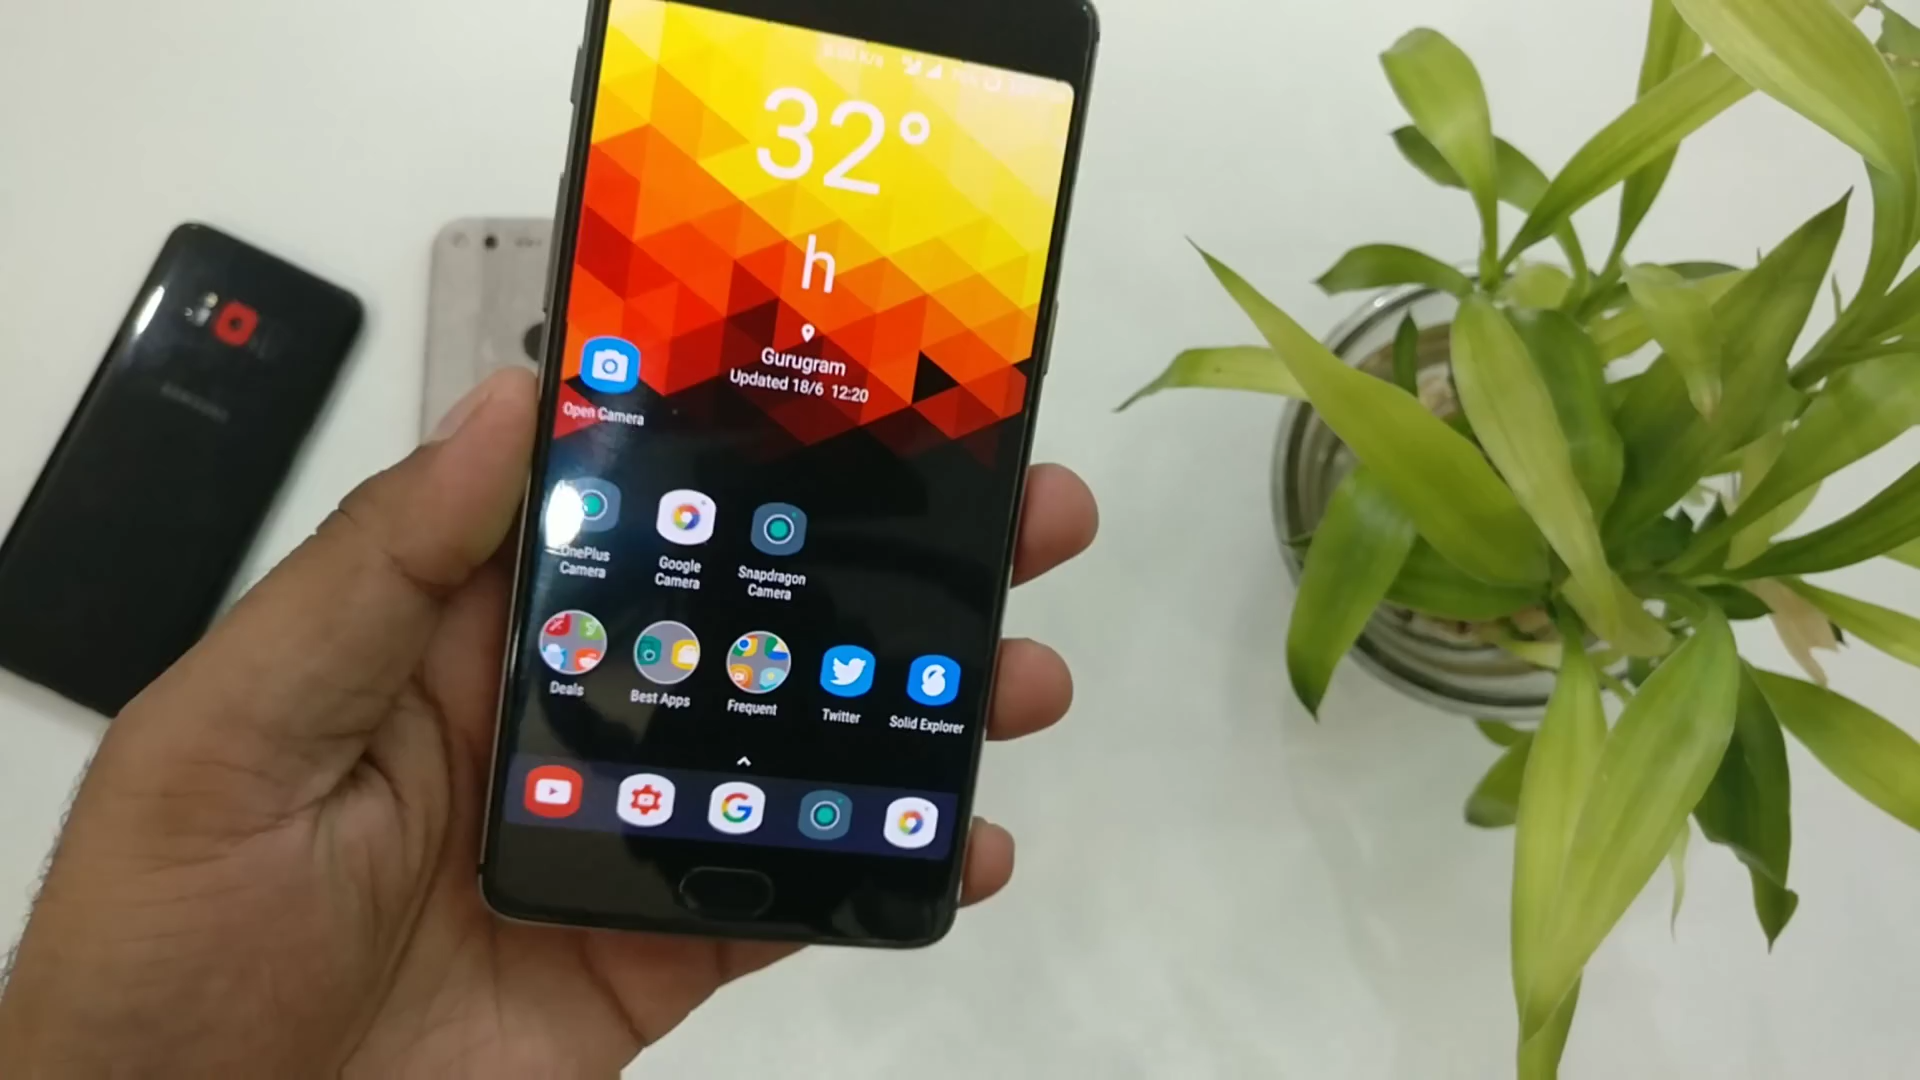 32°
h
Gurugram
Updated 18/6 12:20
Open Camera
OnePlus
Camera
Google
Camera
Snapdragon
Camera
Deals
Best Apps
Frequent
Twitter
Solid Explorer
SAMSUNG